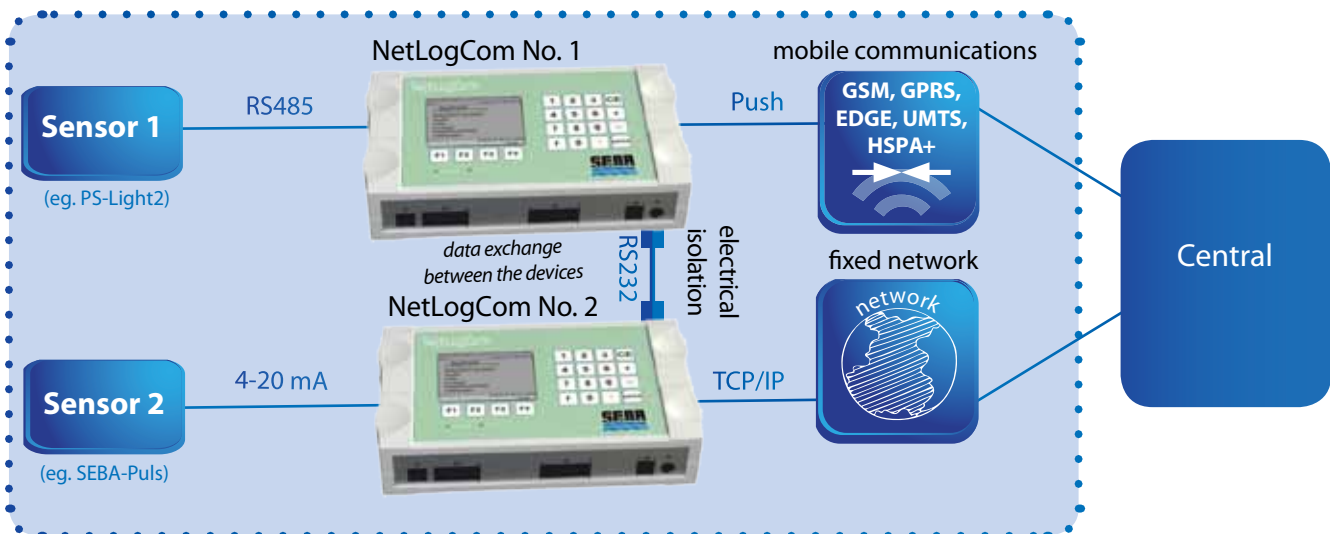 NetLogCom No. 1
mobile communications
Sensor 1
(eg. PS-Light2)
RS485
SEBA
Push
GSM, GPRS,
EDGE, UMTS,
HSPA+
data exchange
between the devices
RS232
electrical
isolation
Central
fixed network
network
NetLogCom No. 2
Sensor 2
(eg. SEBA-Puls)
4-20 mA
SEBA
TCP/IP